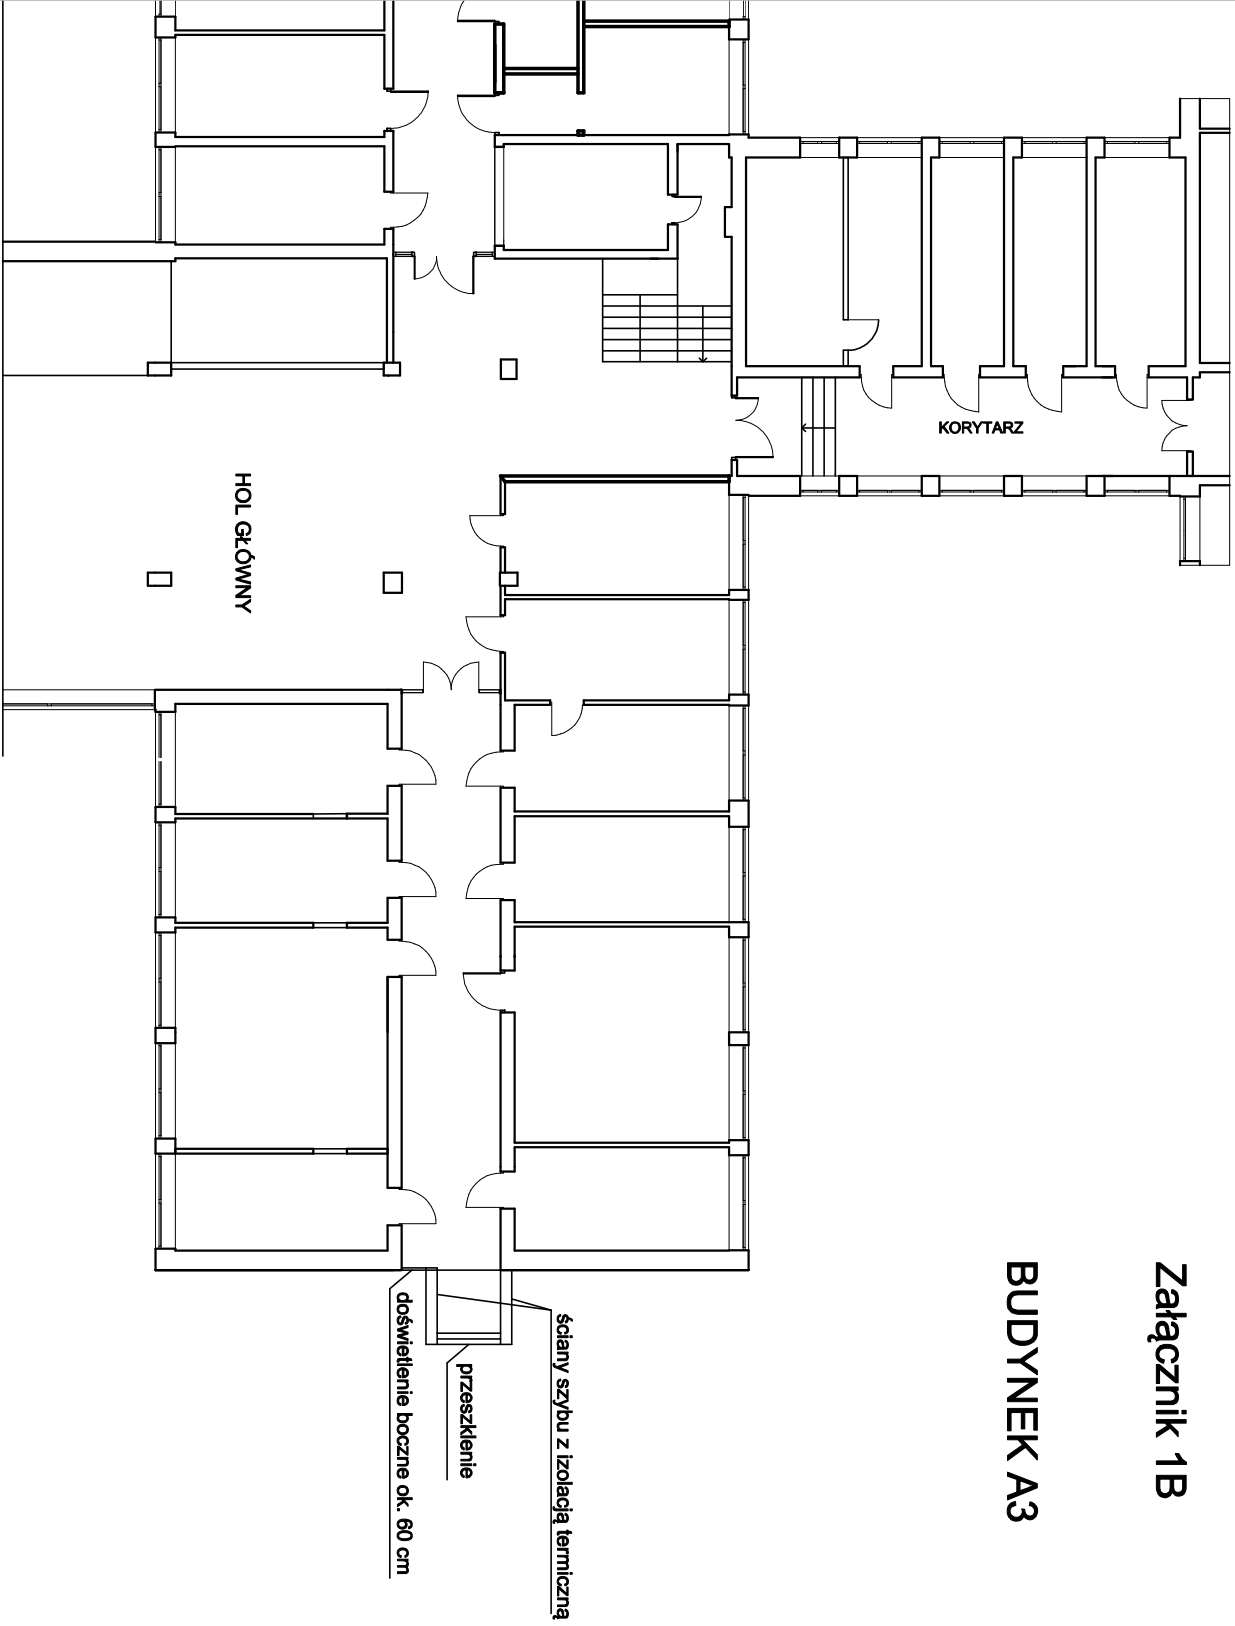 Załącznik 1B
BUDYNEK A3
KORYTARZ
HOL GŁÓWNY
ściany szybu z izolacją termiczną
przeszklenie
doświetlenie boczne ok. 60 cm